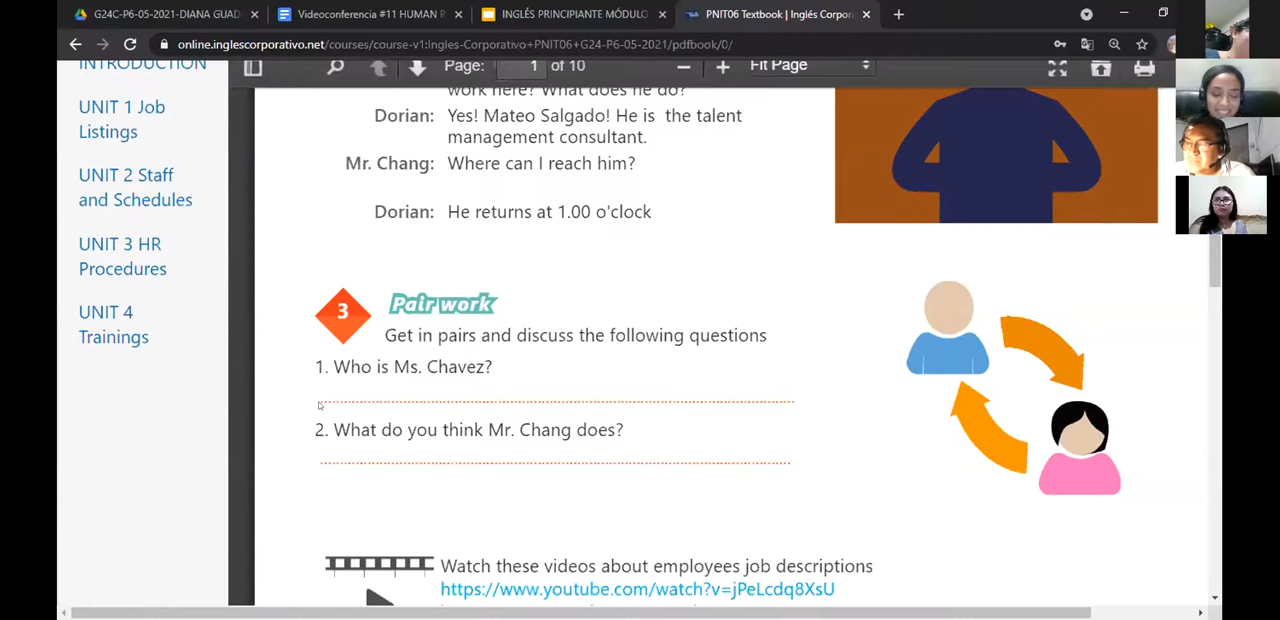 G24C-P6-05-2021-DIANA GUAD
Videoconferencia #11 HUMAN R
INGLÉS PRINCIPIANTE MÓDULO
PNIT06 Textbook | Inglés Corpora
online.inglescorporativo.net/courses/course-v1:Ingles-Corporativo+PNIT06+G24-P6-05-2021/pdfbook/0/
INTRODUCTION
UNIT 1 Job
Listings
UNIT 2 Staff
and Schedules
UNIT 3 HR
Procedures
UNIT 4
Trainings
Page: 1 of 10
Fit Page
work here? What does he do?
Dorian: Yes! Mateo Salgado! He is the talent
management consultant.
Mr. Chang: Where can I reach him?
Dorian: He returns at 1.00 o'clock
3
Pair work
Get in pairs and discuss the following questions
1. Who is Ms. Chavez?
2. What do you think Mr. Chang does?
Watch these videos about employees job descriptions
https://www.youtube.com/watch?v=jPeLcdq8XsU